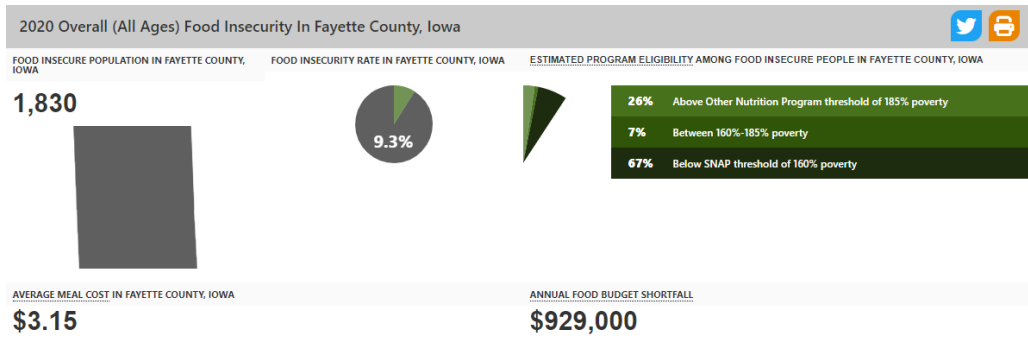 2020 Overall (All Ages) Food Insecurity In Fayette County, Iowa
FOOD INSECURE POPULATION IN FAYETTE COUNTY,
IOWA
1,830
FOOD INSECURITY RATE IN FAYETTE COUNTY, IOWA
9.3%
ESTIMATED PROGRAM ELIGIBILITY AMONG FOOD INSECURE PEOPLE IN FAYETTE COUNTY, IOWA
26% Above Other Nutrition Program threshold of 185% poverty
7% Between 160%-185% poverty
67% Below SNAP threshold of 160% poverty
AVERAGE MEAL COST IN FAYETTE COUNTY, IOWA
$3.15
ANNUAL FOOD BUDGET SHORTFALL
$929,000